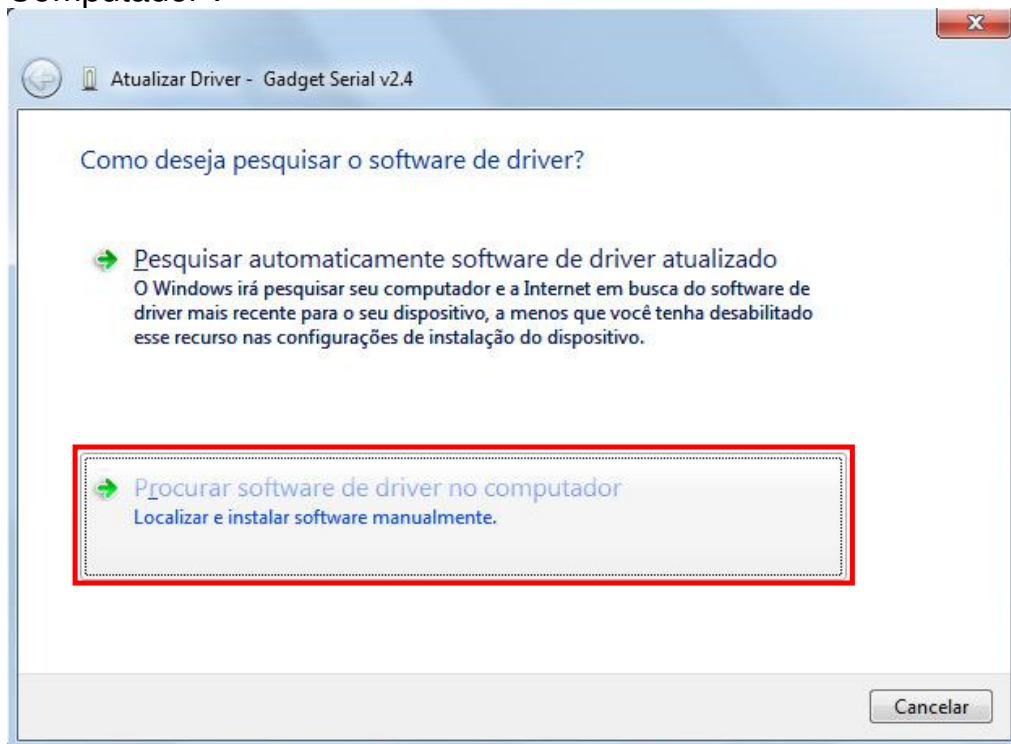 Computador".
Atualizar Driver - Gadget Serial v2.4
Como deseja pesquisar o software de driver?
Pesquisar automaticamente software de driver atualizado
O Windows irá pesquisar seu computador e a Internet em busca do software de
driver mais recente para o seu dispositivo, a menos que você tenha desabilitado
esse recurso nas configurações de instalação do dispositivo.
Procurar software de driver no computador
Localizar e instalar software manualmente.
Cancelar